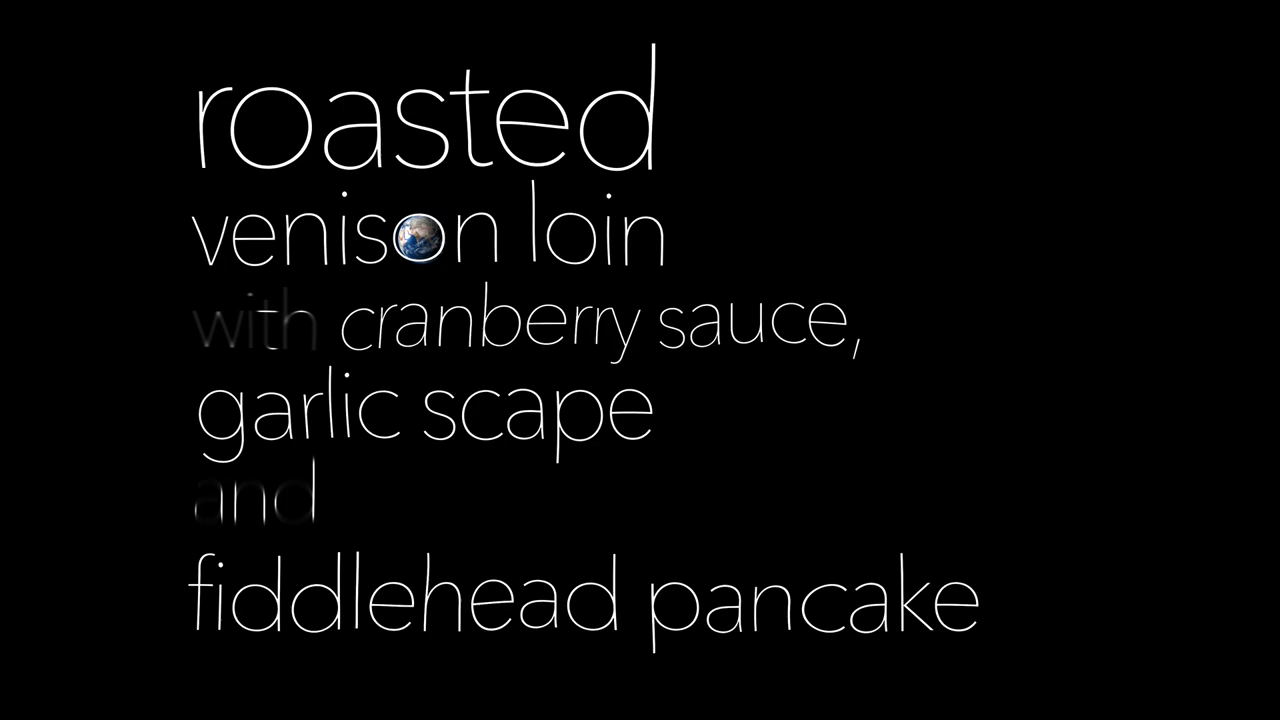 roasted
venison loin
with cranberry sauce,
garlic scape
and
fiddlehead pancake